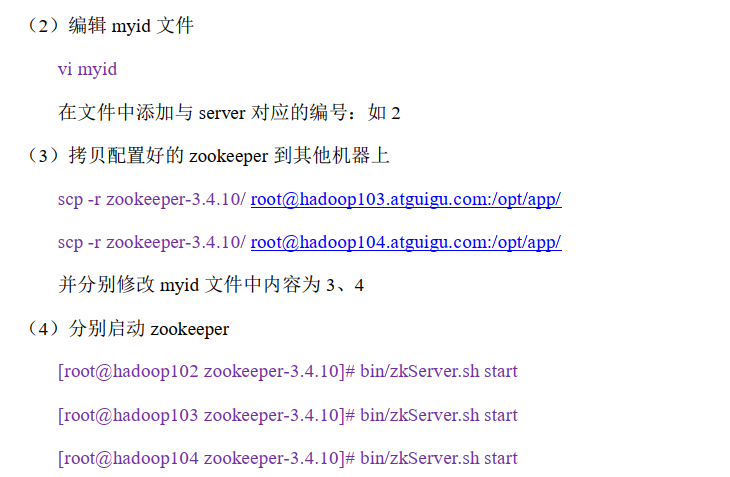 （2）编辑 myid 文件
vi myid
在文件中添加与 server 对应的编号：如 2
（3）拷贝配置好的 zookeeper 到其他机器上
scp -r zookeeper-3.4.10/ root@hadoop103.atguigu.com:/opt/app/
scp -r zookeeper-3.4.10/ root@hadoop104.atguigu.com:/opt/app/
并分别修改 myid 文件中内容为 3、4
（4）分别启动 zookeeper
[root@hadoop102 zookeeper-3.4.10]# bin/zkServer.sh start
[root@hadoop103 zookeeper-3.4.10]# bin/zkServer.sh start
[root@hadoop104 zookeeper-3.4.10]# bin/zkServer.sh start